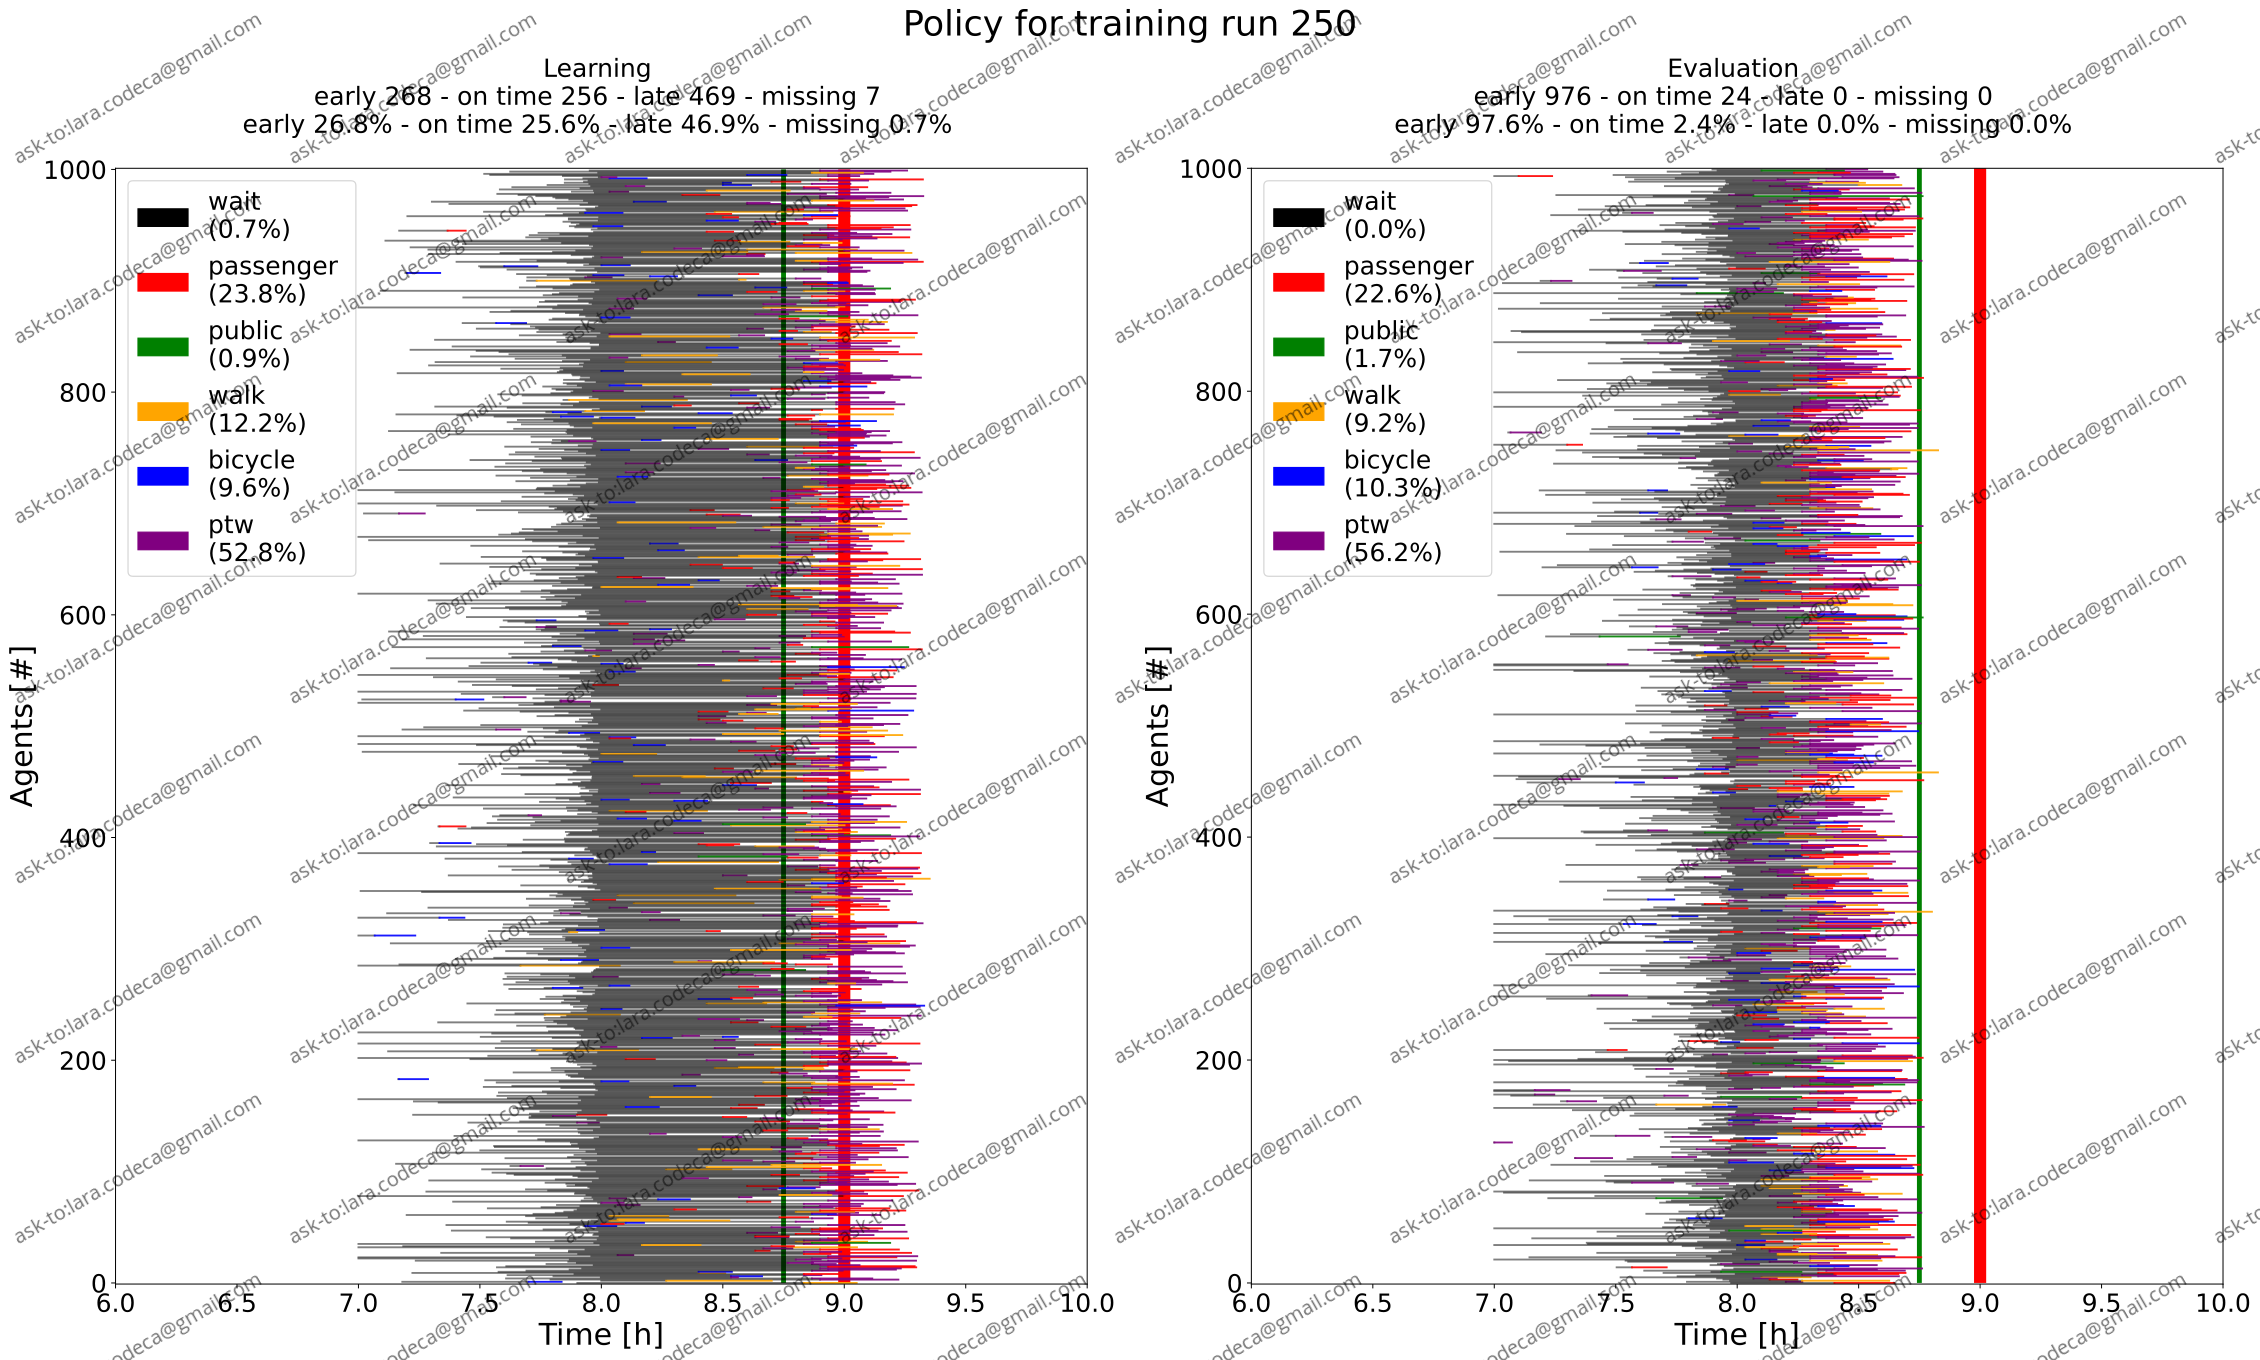 Policy for training run 250
Learning
early 268 - on time 256 - late 469 - missing 7
early 26.8% - on time 25.6% - late 46.9% - missing 0.7%
wait
(0.7%)
passenger
(23.8%)
public
(0.9%)
walk
(12.2%)
bicycle
(9.6%)
ptw
(52.8%)
1000
800
600
400
200
0
Agents [#]
6.0 6.5 7.0 7.5 8.0 8.5 9.0 9.5 10.0
Time [h]
Evaluation
early 976 - on time 24 - late 0 - missing 0
early 97.6% - on time 2.4% - late 0.0% - missing 0.0%
wait
(0.0%)
passenger
(22.6%)
public
(1.7%)
walk
(9.2%)
bicycle
(10.3%)
ptw
(56.2%)
1000
800
600
400
200
0
Agents [#]
6.0 6.5 7.0 7.5 8.0 8.5 9.0 9.5 10.0
Time [h]
ask-to:lara.codeca@gmail.com